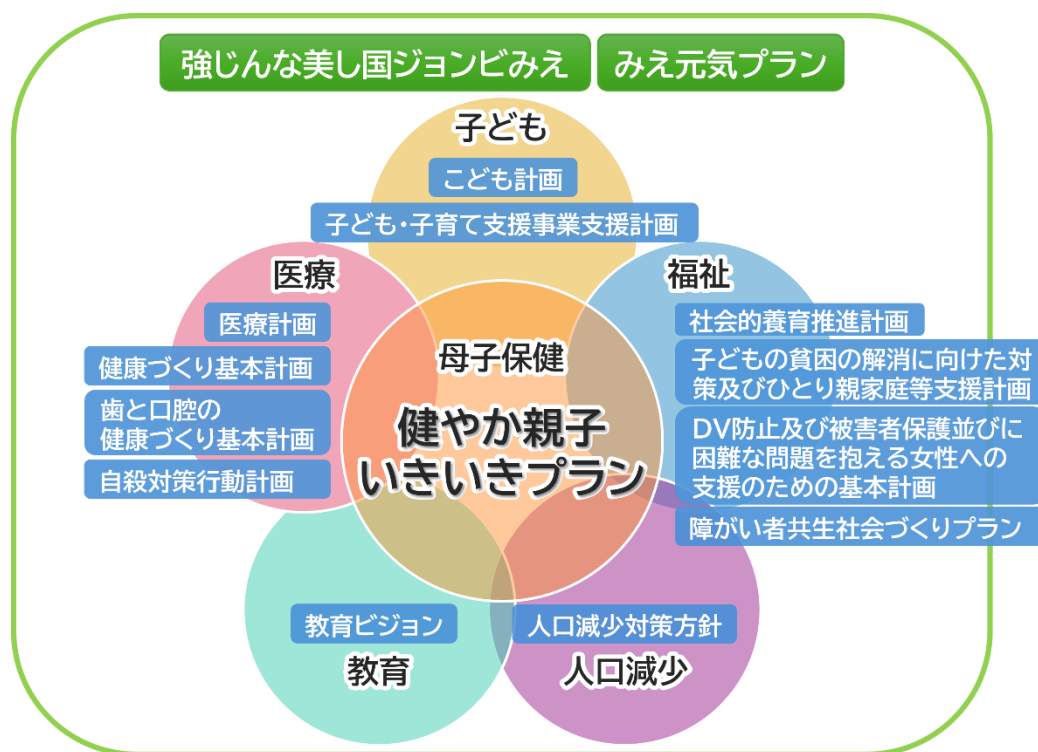 強じんな美し国ジョンビみえ
みえ元気プラン
子ども
こども計画
子ども・子育て支援事業支援計画
医療
医療計画
健康づくり基本計画
歯と口腔の
健康づくり基本計画
自殺対策行動計画
福祉
社会的養育推進計画
子どもの貧困の解消に向けた対
策及びひとり親家庭等支援計画
DV防止及び被害者保護並びに
困難な問題を抱える女性への
支援のための基本計画
障がい者共生社会づくりプラン
母子保健
健やか親子
いきいきプラン
教育ビジョン
教育
人口減少対策方針
人口減少